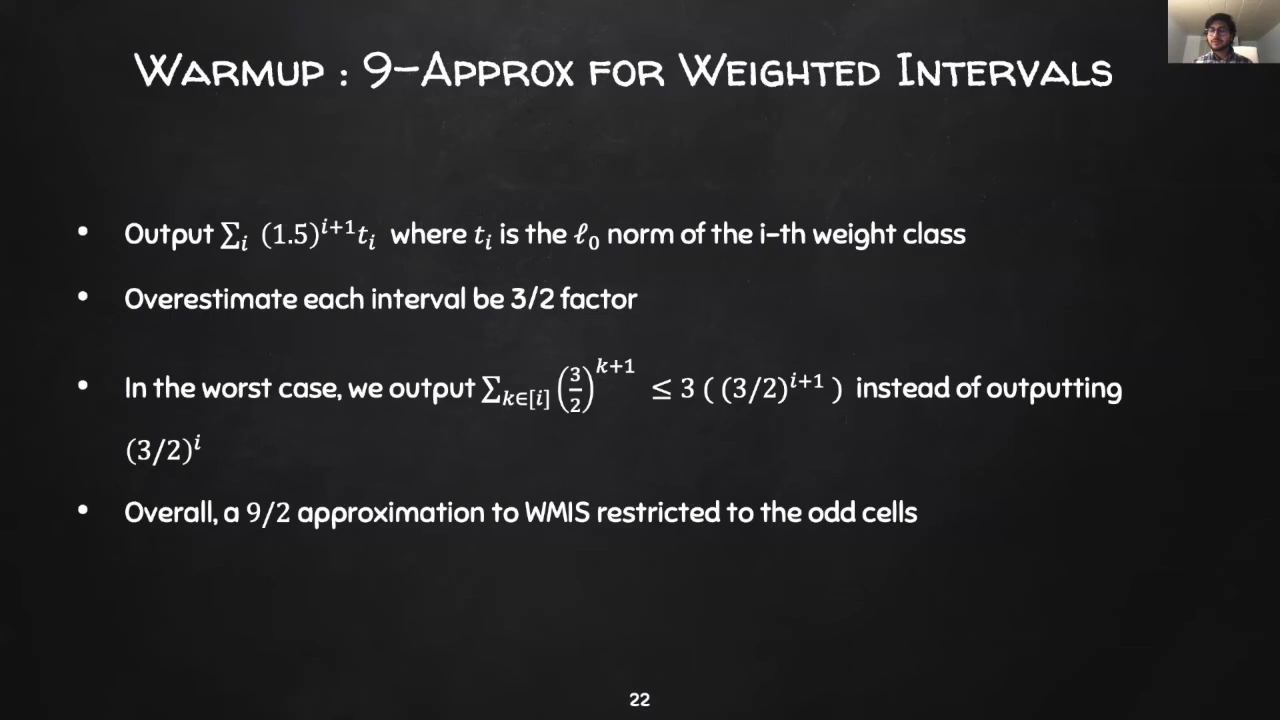 Warmup : 9-Approx for Weighted Intervals
• Output ∑ᵢ (1.5)ⁱ⁺¹tᵢ where tᵢ is the ℓ₀ norm of the i-th weight class
• Overestimate each interval be 3/2 factor
• In the worst case, we output ∑_{k∈[i]} (3/2)^{k+1} ≤ 3 ( (3/2)^{i+1} ) instead of outputting
(3/2)^i
• Overall, a 9/2 approximation to WMIS restricted to the odd cells
22